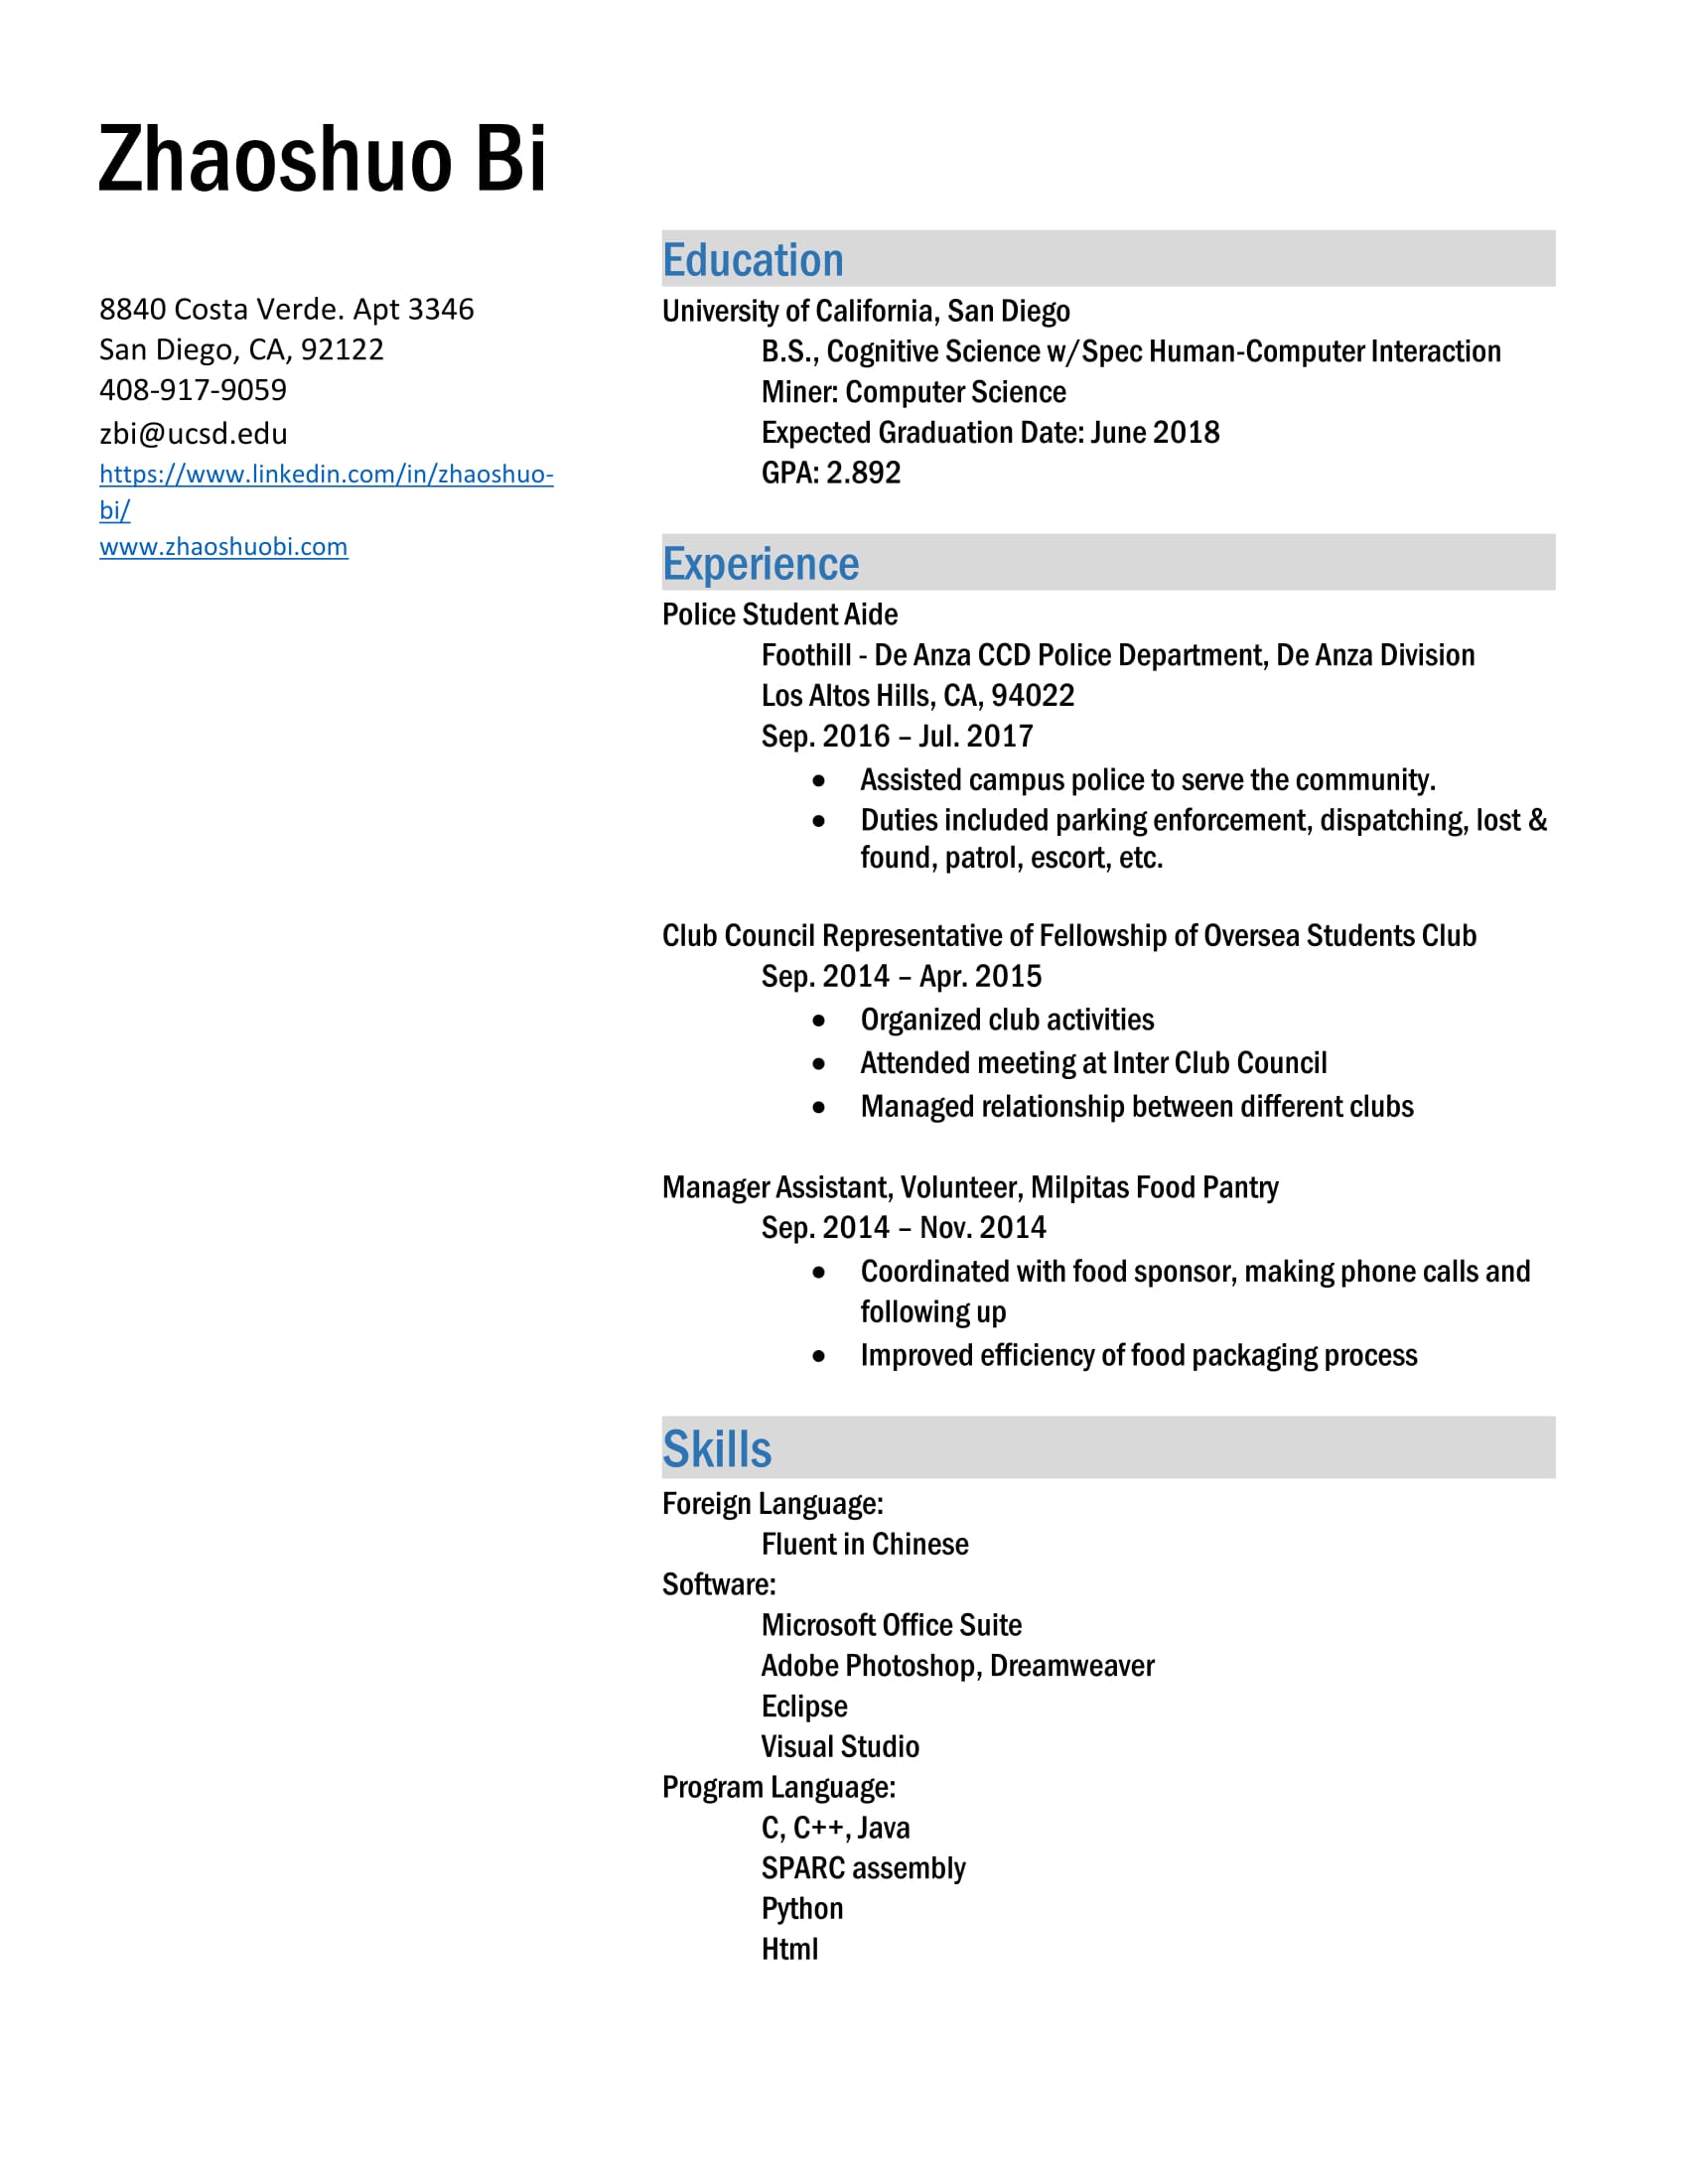 Zhaoshuo Bi
8840 Costa Verde. Apt 3346
San Diego, CA, 92122
408-917-9059
zbi@ucsd.edu
https://www.linkedin.com/in/zhaoshuo-
bi/
www.zhaoshuobi.com
Education
University of California, San Diego
B.S., Cognitive Science w/Spec Human-Computer Interaction
Miner: Computer Science
Expected Graduation Date: June 2018
GPA: 2.892
Experience
Police Student Aide
Foothill - De Anza CCD Police Department, De Anza Division
Los Altos Hills, CA, 94022
Sep. 2016 – Jul. 2017
• Assisted campus police to serve the community.
• Duties included parking enforcement, dispatching, lost &
found, patrol, escort, etc.
Club Council Representative of Fellowship of Oversea Students Club
Sep. 2014 – Apr. 2015
• Organized club activities
• Attended meeting at Inter Club Council
• Managed relationship between different clubs
Manager Assistant, Volunteer, Milpitas Food Pantry
Sep. 2014 – Nov. 2014
• Coordinated with food sponsor, making phone calls and
following up
• Improved efficiency of food packaging process
Skills
Foreign Language:
Fluent in Chinese
Software:
Microsoft Office Suite
Adobe Photoshop, Dreamweaver
Eclipse
Visual Studio
Program Language:
C, C++, Java
SPARC assembly
Python
Html